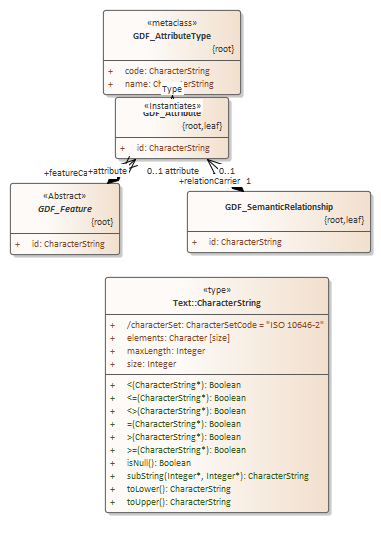 «metaclass»
GDF_AttributeType
{root}
+ code: CharacterString
+ name: CharacterString
Type
«Instantiates»
GDF_Attribute
{root,leaf}
+ id: CharacterString
+featureCa +attribute 0..1 attribute 0..1
+relationCarrier 1
«Abstract»
GDF_Feature
{root}
+ id: CharacterString
GDF_SemanticRelationship
{root,leaf}
+ id: CharacterString
«type»
Text::CharacterString
+ /characterSet: CharacterSetCode = "ISO 10646-2"
+ elements: Character [size]
+ maxLength: Integer
+ size: Integer
+ <(CharacterString*): Boolean
+ <=(CharacterString*): Boolean
+ <>(CharacterString*): Boolean
+ =(CharacterString*): Boolean
+ >(CharacterString*): Boolean
+ >=(CharacterString*): Boolean
+ isNull(): Boolean
+ subString(Integer*, Integer*): CharacterString
+ toLower(): CharacterString
+ toUpper(): CharacterString